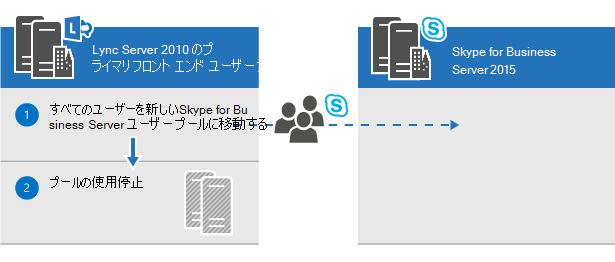 Lync Server 2010のプ
ライマリフロント エンド ユーザー
Skype for Business
Server 2015
1
すべてのユーザーを新しいSkype for Bu
siness Serverユーザープールに移動する
2
プールの使用停止